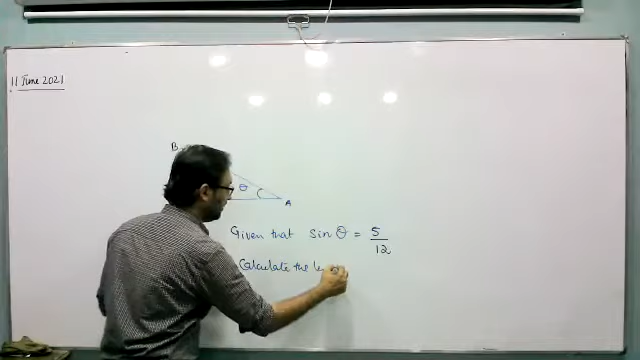 11 June 2021
B
θ
A
Given that sin θ = 5/12
Calculate the le